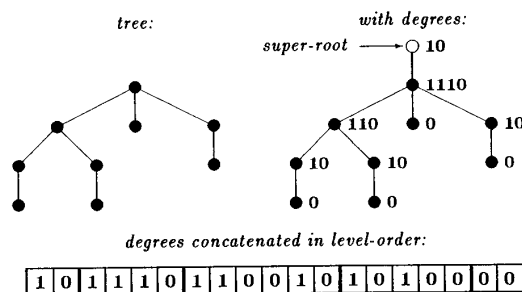 tree:
with degrees:
super-root 10
1110
110 0 10
10 10 0
0 0
degrees concatenated in level-order:
1 0 1 1 1 0 1 1 0 0 1 0 1 0 1 0 0 0 0